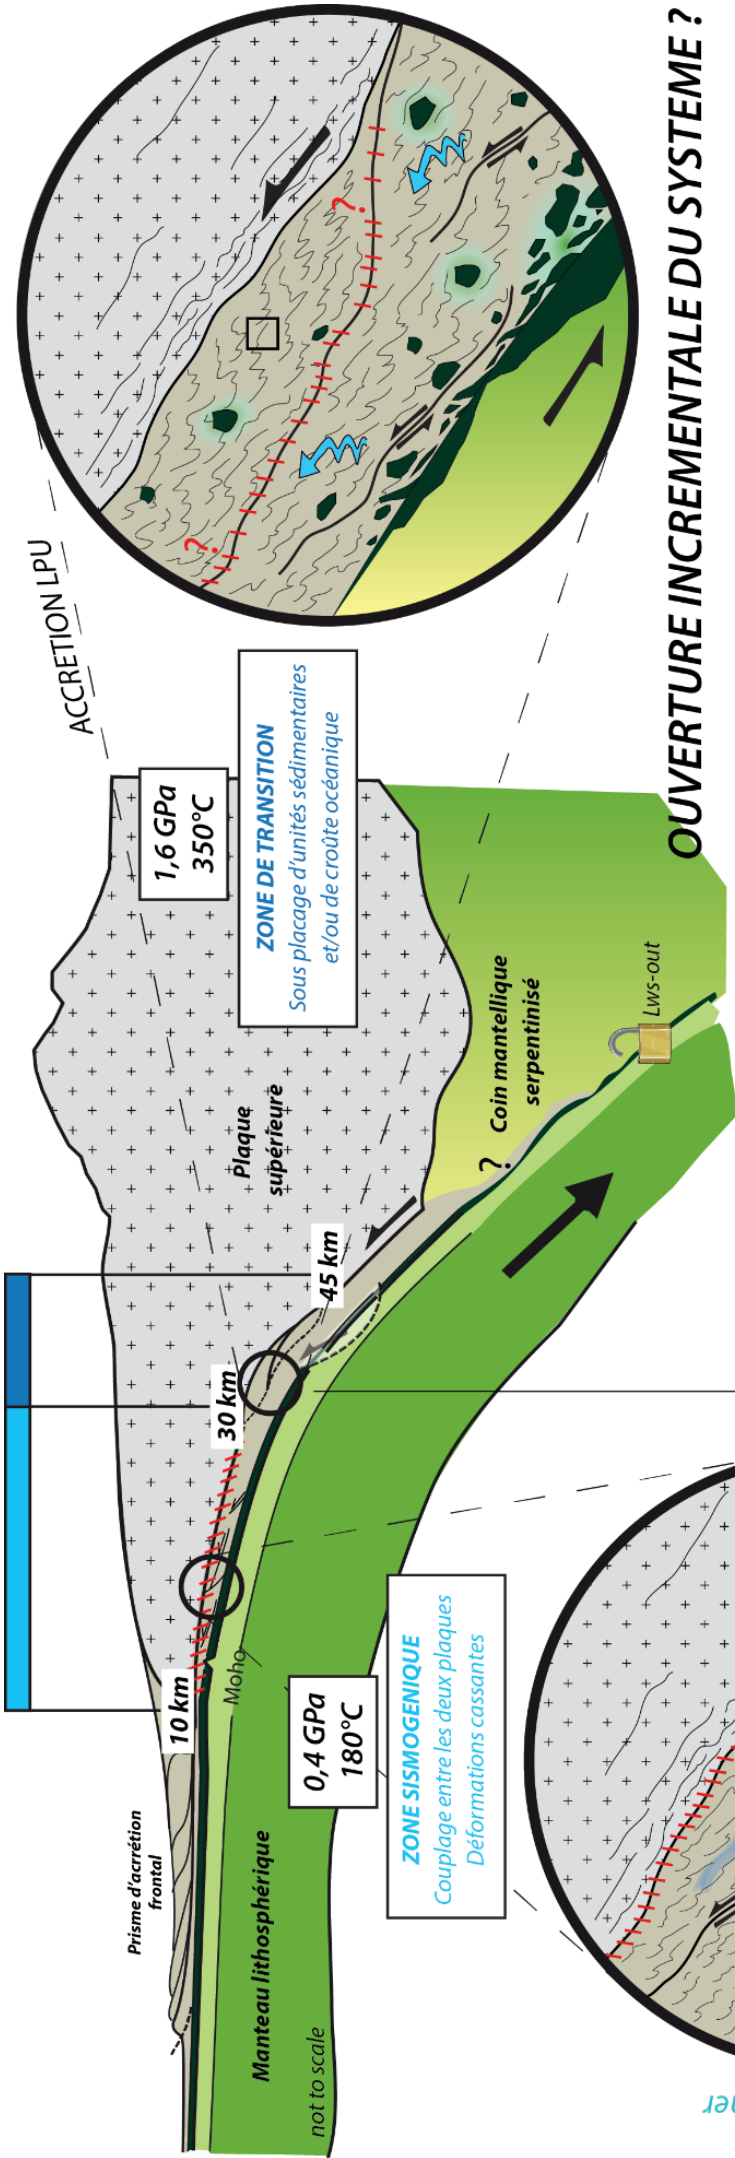 OUVERTURE INCREMENTALE DU SYSTEME ?
ACCRETION LPU
1,6 GPa
350°C
ZONE DE TRANSITION
Sous placage d'unités sédimentaires
et/ou de croûte océanique
?
?
Plaque
supérieure
Coin mantellique
serpentinisé
?
Lws-out
45 km
30 km
10 km
Moho
Prisme d'acrrétion
frontal
0,4 GPa
180°C
ZONE SISMOGENIQUE
Couplage entre les deux plaques
Déformations cassantes
Manteau lithosphérique
not to scale